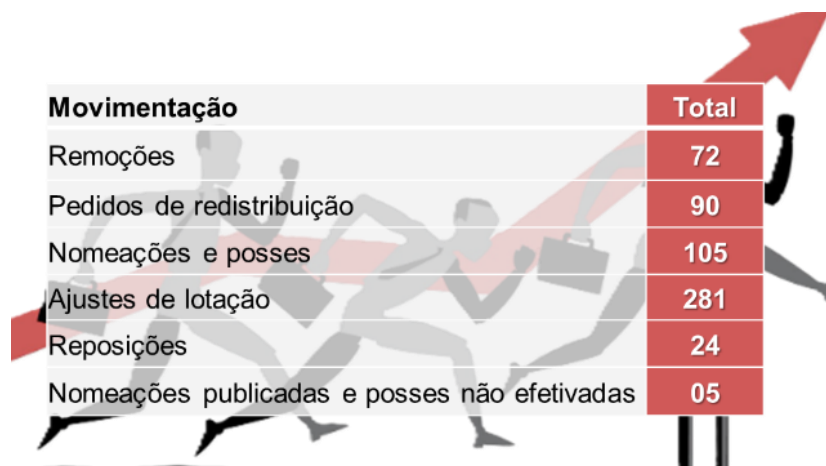 Movimentação Total
Remoções 72
Pedidos de redistribuição 90
Nomeações e posses 105
Ajustes de lotação 281
Reposições 24
Nomeações publicadas e posses não efetivadas 05